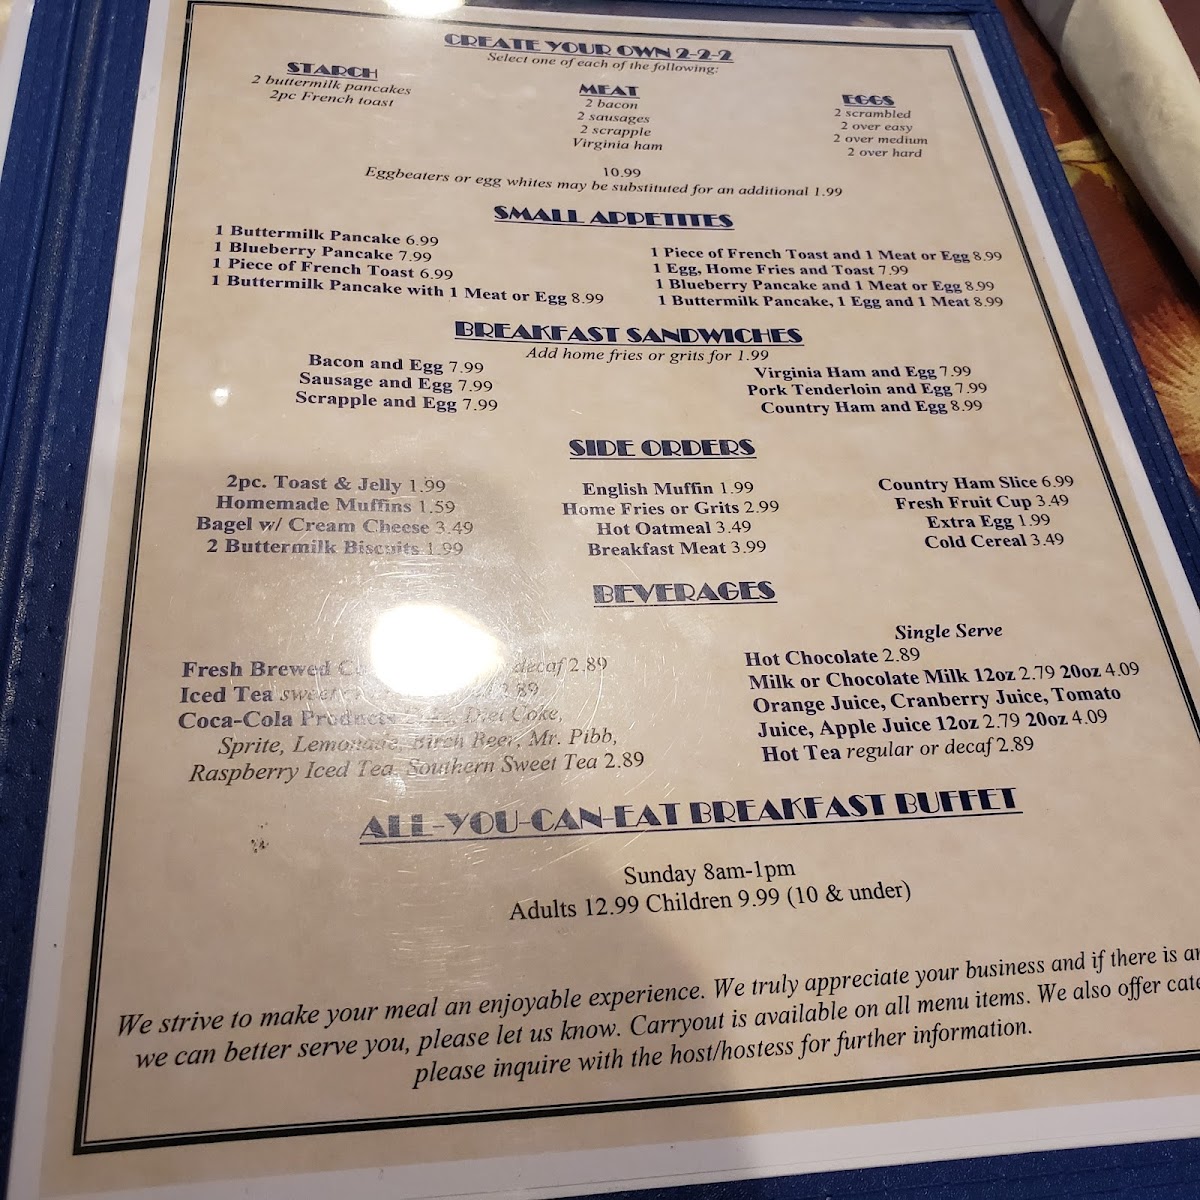 CREATE YOUR OWN 2-2-2
Select one of each of the following:
STARCH
2 buttermilk pancakes
2pc French toast
MEAT
2 bacon
2 sausages
2 scrapple
Virginia ham
EGGS
2 scrambled
2 over easy
2 over medium
2 over hard
10.99
Eggbeaters or egg whites may be substituted for an additional 1.99
SMALL APPETITES
1 Buttermilk Pancake 6.99
1 Blueberry Pancake 7.99
1 Piece of French Toast 6.99
1 Buttermilk Pancake with 1 Meat or Egg 8.99
1 Piece of French Toast and 1 Meat or Egg 8.99
1 Egg, Home Fries and Toast 7.99
1 Blueberry Pancake and 1 Meat or Egg 8.99
1 Buttermilk Pancake, 1 Egg and 1 Meat 8.99
BREAKFAST SANDWICHES
Add home fries or grits for 1.99
Bacon and Egg 7.99
Sausage and Egg 7.99
Scrapple and Egg 7.99
Virginia Ham and Egg 7.99
Pork Tenderloin and Egg 7.99
Country Ham and Egg 8.99
SIDE ORDERS
2pc. Toast & Jelly 1.99
Homemade Muffins 1.59
Bagel w/ Cream Cheese 3.49
2 Buttermilk Biscuits 1.99
English Muffin 1.99
Home Fries or Grits 2.99
Hot Oatmeal 3.49
Breakfast Meat 3.99
Country Ham Slice 6.99
Fresh Fruit Cup 3.49
Extra Egg 1.99
Cold Cereal 3.49
BEVERAGES
Fresh Brewed decaf 2.89
Iced Tea 2.89
Coca-Cola Products Diet Coke,
Sprite, Lemonade, Birch Beer, Mr. Pibb,
Raspberry Iced Tea, Southern Sweet Tea 2.89
Single Serve
Hot Chocolate 2.89
Milk or Chocolate Milk 12oz 2.79 20oz 4.09
Orange Juice, Cranberry Juice, Tomato
Juice, Apple Juice 12oz 2.79 20oz 4.09
Hot Tea regular or decaf 2.89
ALL-YOU-CAN-EAT BREAKFAST BUFFET
Sunday 8am-1pm
Adults 12.99 Children 9.99 (10 & under)
We strive to make your meal an enjoyable experience. We truly appreciate your business and if there is
we can better serve you, please let us know. Carryout is available on all menu items. We also offer
please inquire with the host/hostess for further information.